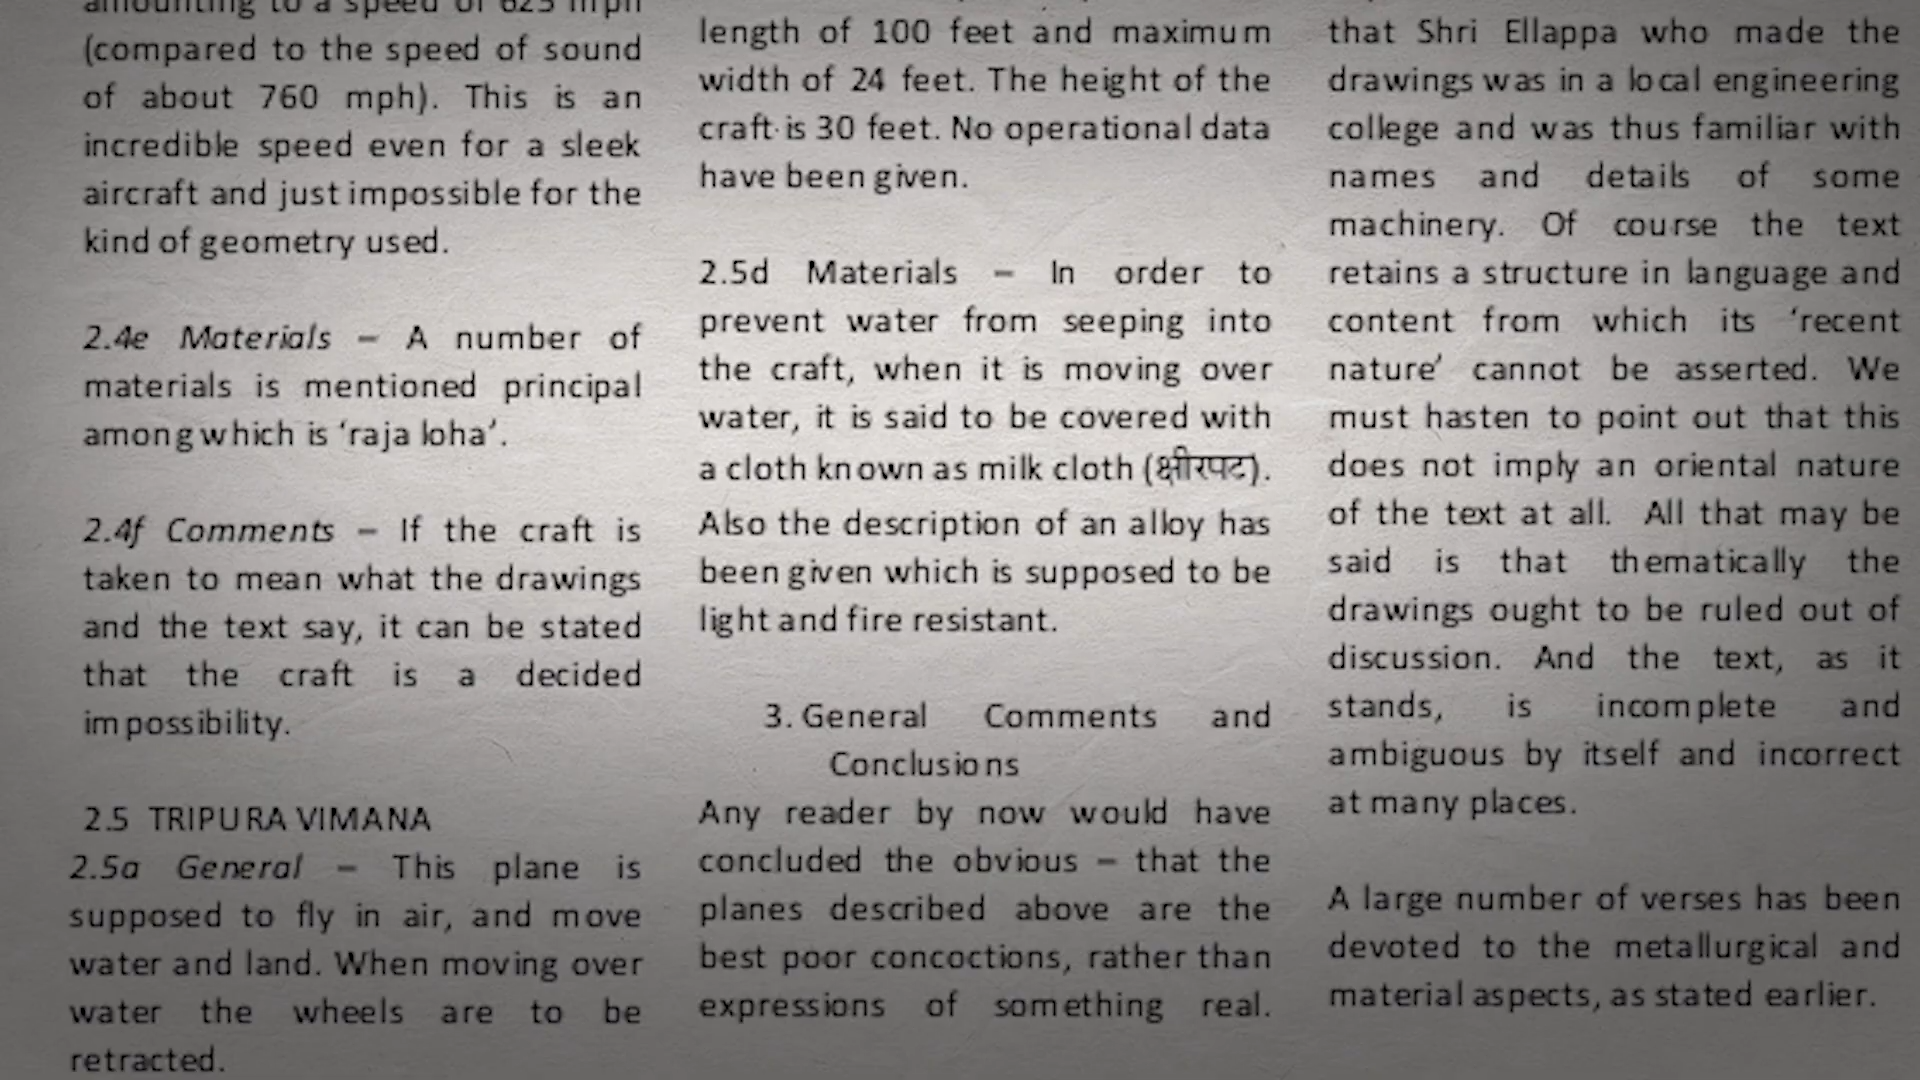 amounting to a speed of 625 mph
(compared to the speed of sound
of about 760 mph). This is an
incredible speed even for a sleek
aircraft and just impossible for the
kind of geometry used.
2.4e Materials – A number of
materials is mentioned principal
among which is ‘raja loha’.
2.4f Comments – If the craft is
taken to mean what the drawings
and the text say, it can be stated
that the craft is a decided
impossibility.
2.5 TRIPURA VIMANA
2.5a General – This plane is
supposed to fly in air, and move
water and land. When moving over
water the wheels are to be
retracted.
length of 100 feet and maximum
width of 24 feet. The height of the
craft is 30 feet. No operational data
have been given.
2.5d Materials – In order to
prevent water from seeping into
the craft, when it is moving over
water, it is said to be covered with
a cloth known as milk cloth (क्षीरपट).
Also the description of an alloy has
been given which is supposed to be
light and fire resistant.
3. General Comments and
Conclusions
Any reader by now would have
concluded the obvious – that the
planes described above are the
best poor concoctions, rather than
expressions of something real.
that Shri Ellappa who made the
drawings was in a local engineering
college and was thus familiar with
names and details of some
machinery. Of course the text
retains a structure in language and
content from which its ‘recent
nature’ cannot be asserted. We
must hasten to point out that this
does not imply an oriental nature
of the text at all. All that may be
said is that thematically the
drawings ought to be ruled out of
discussion. And the text, as it
stands, is incomplete and
ambiguous by itself and incorrect
at many places.
A large number of verses has been
devoted to the metallurgical and
material aspects, as stated earlier.